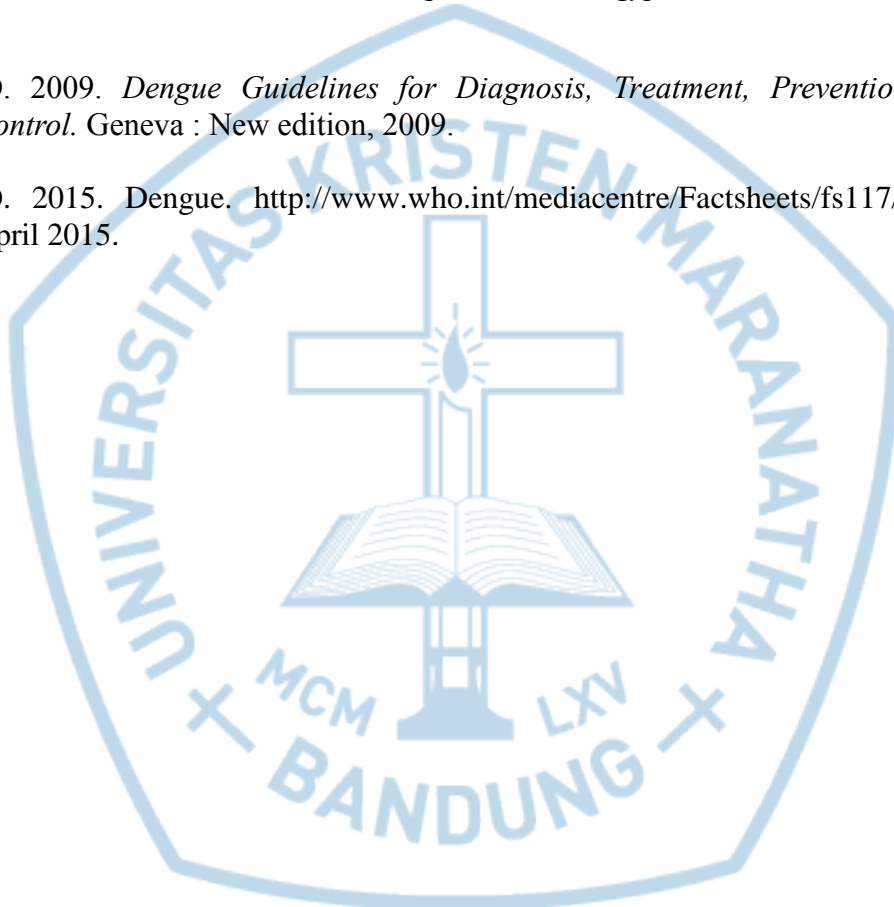 . 2009. Dengue Guidelines for Diagnosis, Treatment, Preventio
ontrol. Geneva : New edition, 2009.
. 2015. Dengue. http://www.who.int/mediacentre/Factsheets/fs117/
pril 2015.
UNIVERSITAS KRISTEN MARANATHA
MCM LXV
BANDUNG